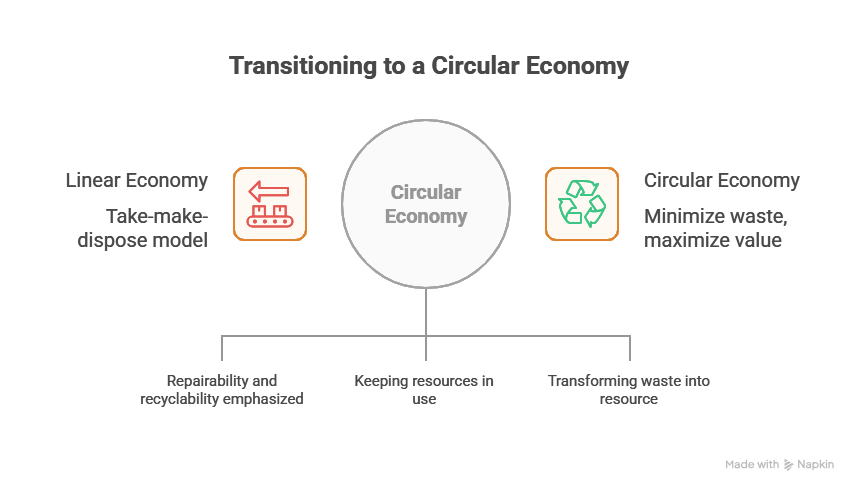 Transitioning to a Circular Economy
Linear Economy
Take-make-
dispose model
Circular
Economy
Circular Economy
Minimize waste,
maximize value
Repairability and
recyclability emphasized
Keeping resources in
use
Transforming waste into
resource
Made with Napkin